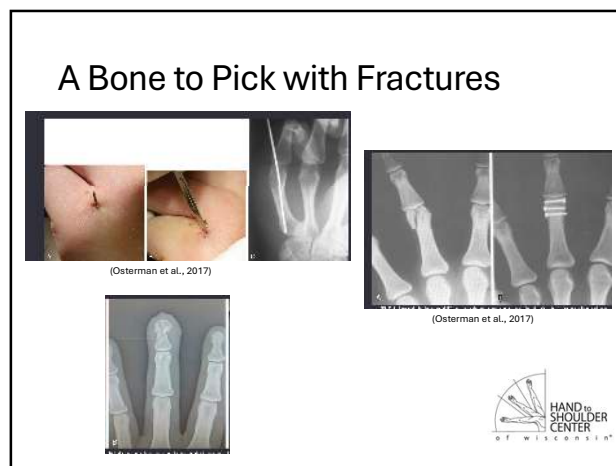 A Bone to Pick with Fractures
(Osterman et al., 2017)
(Osterman et al., 2017)
HAND to
SHOULDER
CENTER
of wisconsin